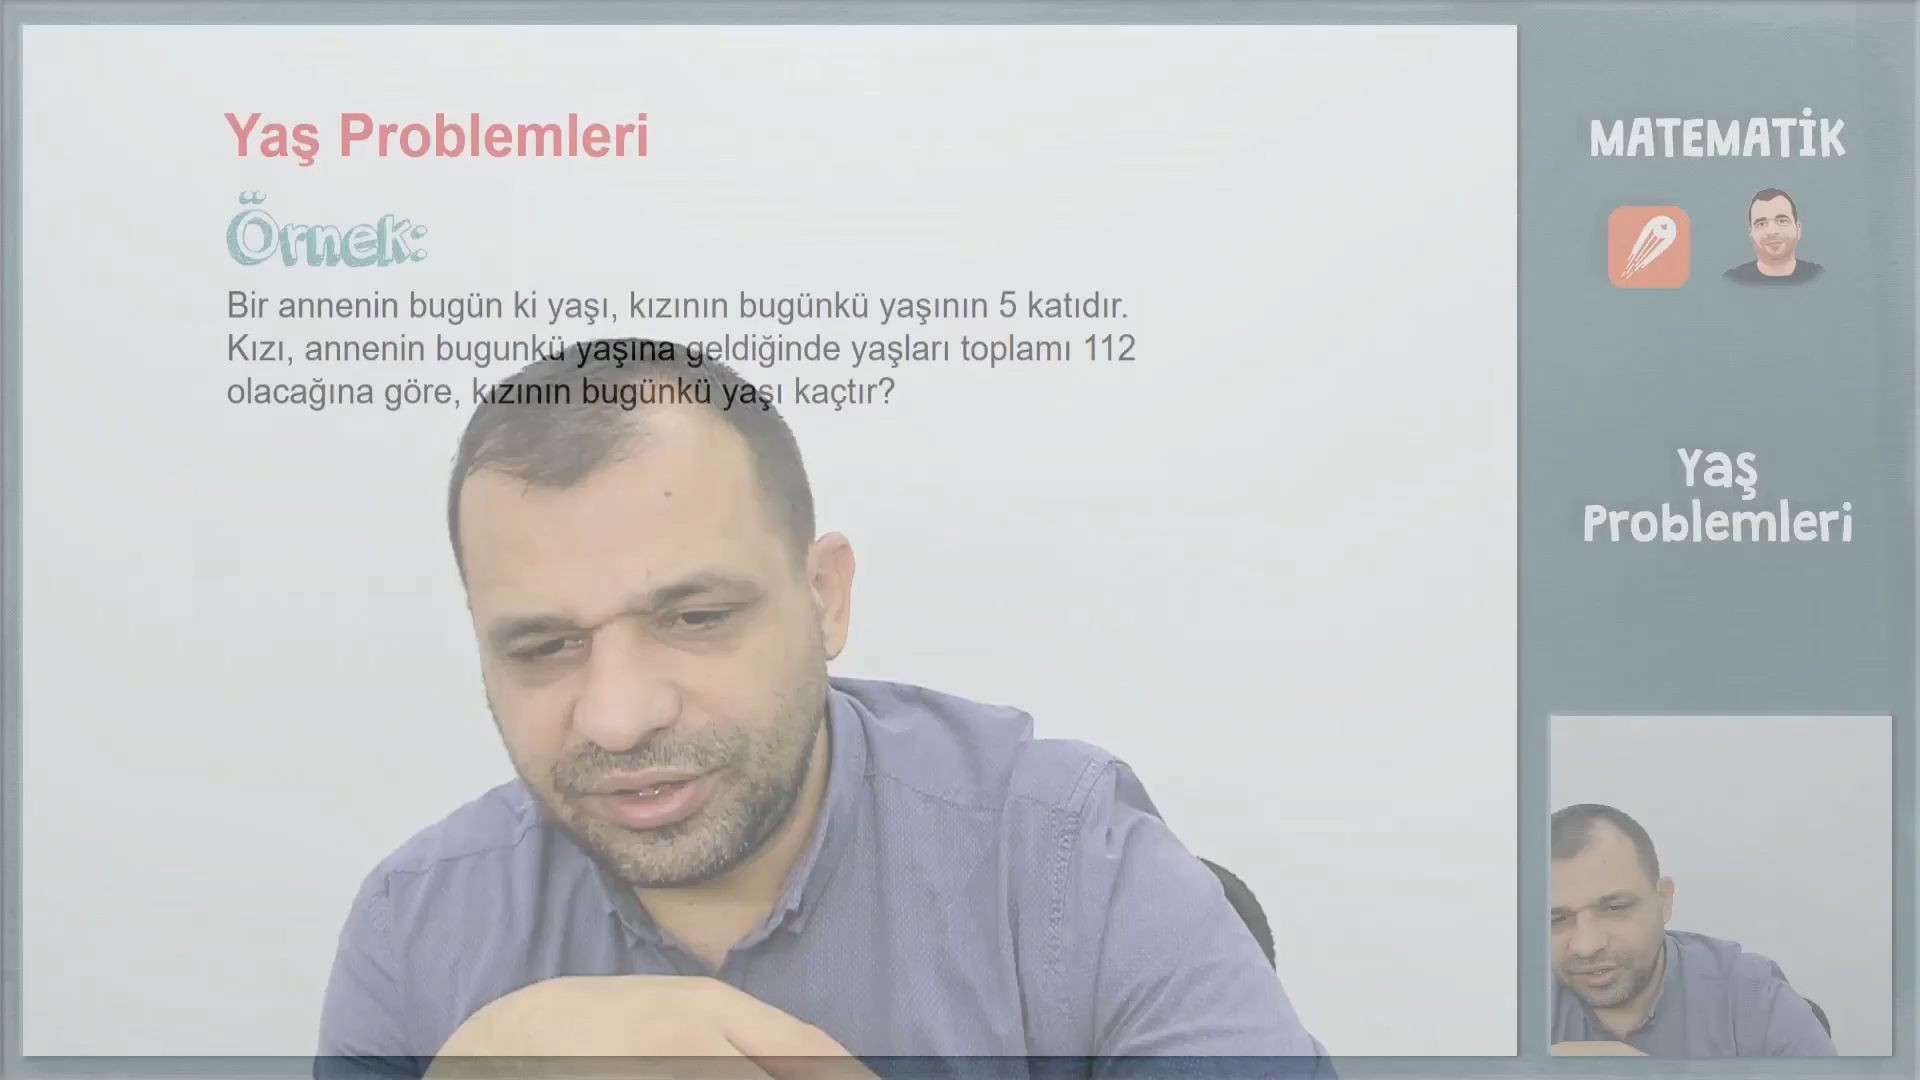 Yaş Problemleri
Örnek:
Bir annenin bugün ki yaşı, kızının bugünkü yaşının 5 katıdır.
Kızı, annenin bugunkü yaşına geldiğinde yaşları toplamı 112
olacağına göre, kızının bugünkü yaşı kaçtır?
MATEMATİK
Yaş
Problemleri